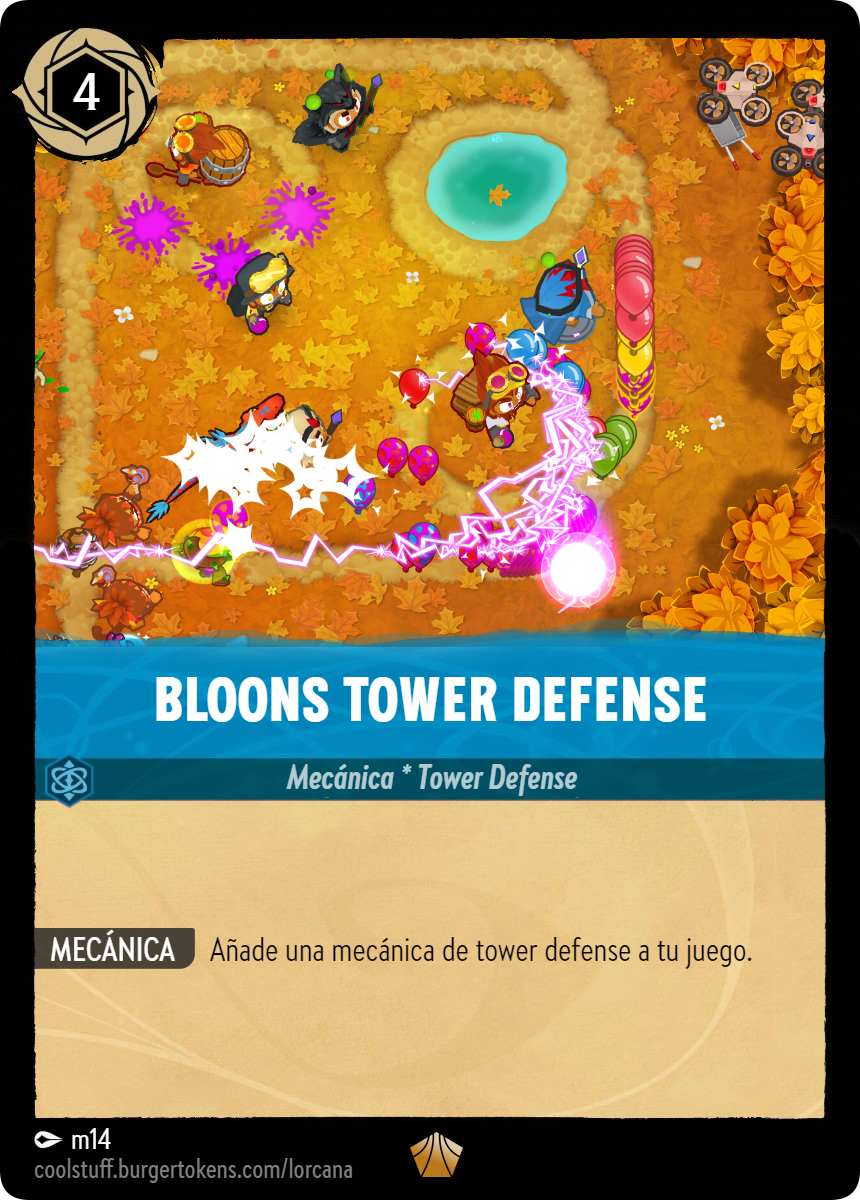 4
BLOONS TOWER DEFENSE
Mecánica * Tower Defense
MECÁNICA Añade una mecánica de tower defense a tu juego.
m14
coolstuff.burgertokens.com/lorcana